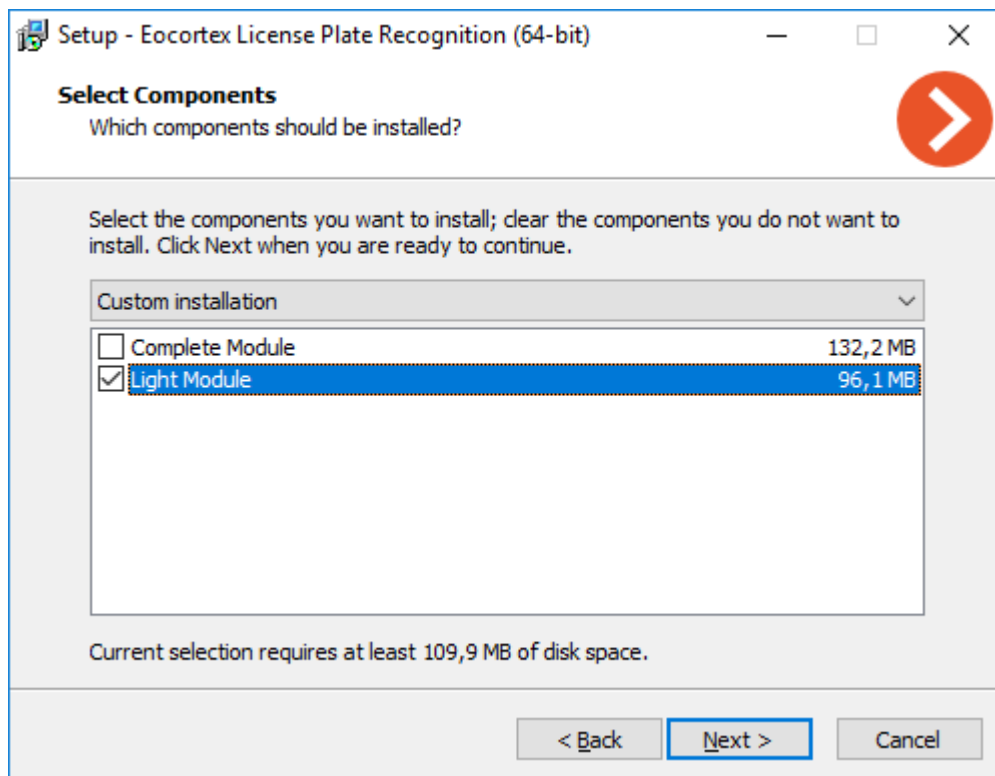 Setup - Eocortex License Plate Recognition (64-bit)
Select Components
Which components should be installed?
Select the components you want to install; clear the components you do not want to
install. Click Next when you are ready to continue.
Custom installation
Complete Module 132,2 MB
Light Module 96,1 MB
Current selection requires at least 109,9 MB of disk space.
< Back Next > Cancel